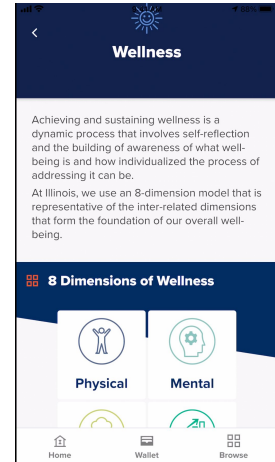 Wellness
Achieving and sustaining wellness is a
dynamic process that involves self-reflection
and the building of awareness of what well-
being is and how individualized the process of
addressing it can be.
At Illinois, we use an 8-dimension model that is
representative of the inter-related dimensions
that form the foundation of our overall well-
being.
8 Dimensions of Wellness
Physical Mental
Home Wallet Browse